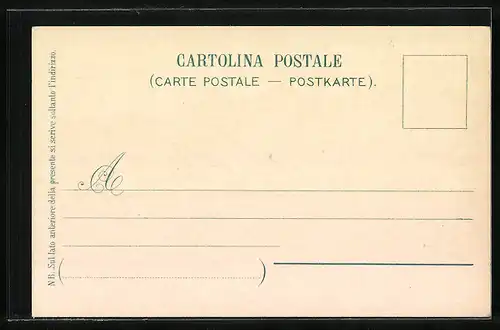 CARTOLINA POSTALE
(CARTE POSTALE — POSTKARTE).
A
( )
NB. Sul lato anteriore della presente si scrive soltanto l'indirizzo.